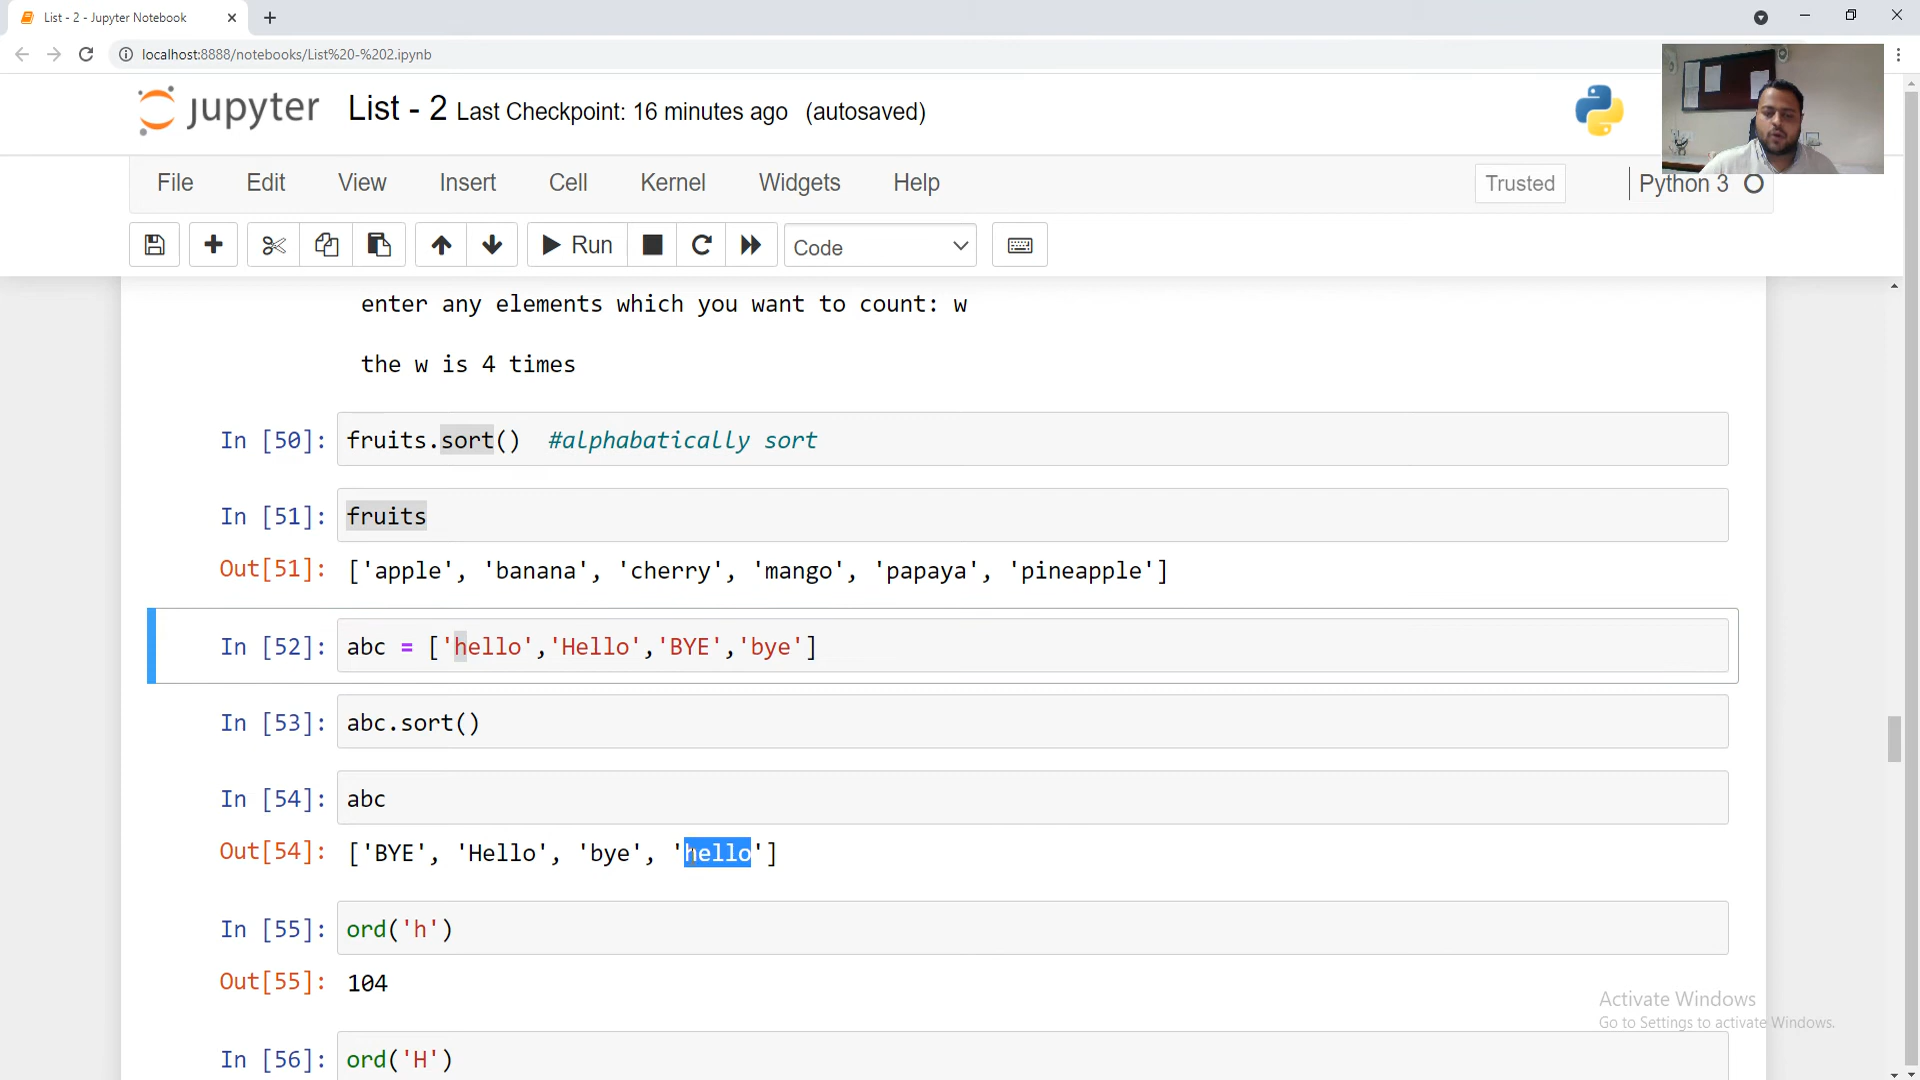 List - 2 - Jupyter Notebook
localhost:8888/notebooks/List%20-%202.ipynb
jupyter List - 2 Last Checkpoint: 16 minutes ago (autosaved)
File Edit View Insert Cell Kernel Widgets Help Trusted Python 3
Run Code
enter any elements which you want to count: w
the w is 4 times
In [50]: fruits.sort() #alphabatically sort
In [51]: fruits
Out[51]: ['apple', 'banana', 'cherry', 'mango', 'papaya', 'pineapple']
In [52]: abc = ['hello','Hello','BYE','bye']
In [53]: abc.sort()
In [54]: abc
Out[54]: ['BYE', 'Hello', 'bye', 'hello']
In [55]: ord('h')
Out[55]: 104
Activate Windows
Go to Settings to activate Windows.
In [56]: ord('H')